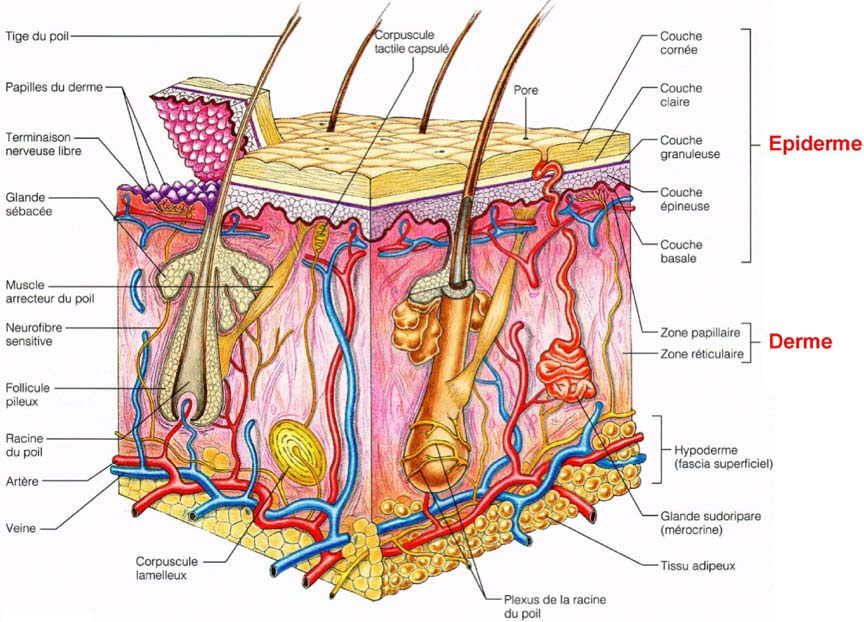 Tige du poil
Papilles du derme
Terminaison
nerveuse libre
Glande
sébacée
Muscle
arrecteur du poil
Neurofibre
sensitive
Follicule
pileux
Racine
du poil
Artère
Veine
Corpuscule
lamelleux
Corpuscule
tactile capsulé
Pore
Couche
cornée
Couche
claire
Couche
granuleuse
Couche
épineuse
Couche
basale
Epiderme
Zone papillaire
Zone réticulaire
Derme
Hypoderme
(fascia superficiel)
Glande sudoripare
(mérocrine)
Tissu adipeux
Plexus de la racine
du poil